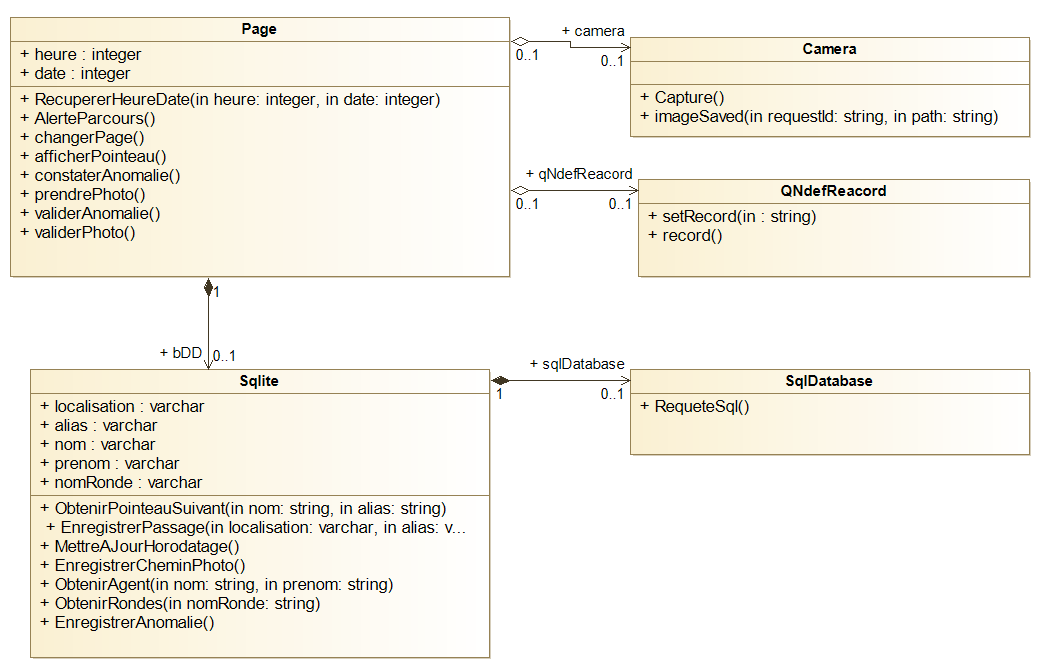 Page
+ heure : integer
+ date : integer
+ RecupererHeureDate(in heure: integer, in date: integer)
+ AlerteParcours()
+ changerPage()
+ afficherPointeau()
+ constaterAnomalie()
+ prendrePhoto()
+ validerAnomalie()
+ validerPhoto()
+ camera
0..1
0..1
Camera
+ Capture()
+ imageSaved(in requestId: string, in path: string)
+ qNdefReacord
0..1
0..1
QNdefReacord
+ setRecord(in : string)
+ record()
1
+ bDD
0..1
Sqlite
+ localisation : varchar
+ alias : varchar
+ nom : varchar
+ prenom : varchar
+ nomRonde : varchar
+ ObtenirPointeauSuivant(in nom: string, in alias: string)
+ EnregistrerPassage(in localisation: varchar, in alias: v...
+ MettreAJourHorodatage()
+ EnregistrerCheminPhoto()
+ ObtenirAgent(in nom: string, in prenom: string)
+ ObtenirRondes(in nomRonde: string)
+ EnregistrerAnomalie()
+ sqlDatabase
1
0..1
SqlDatabase
+ RequeteSql()